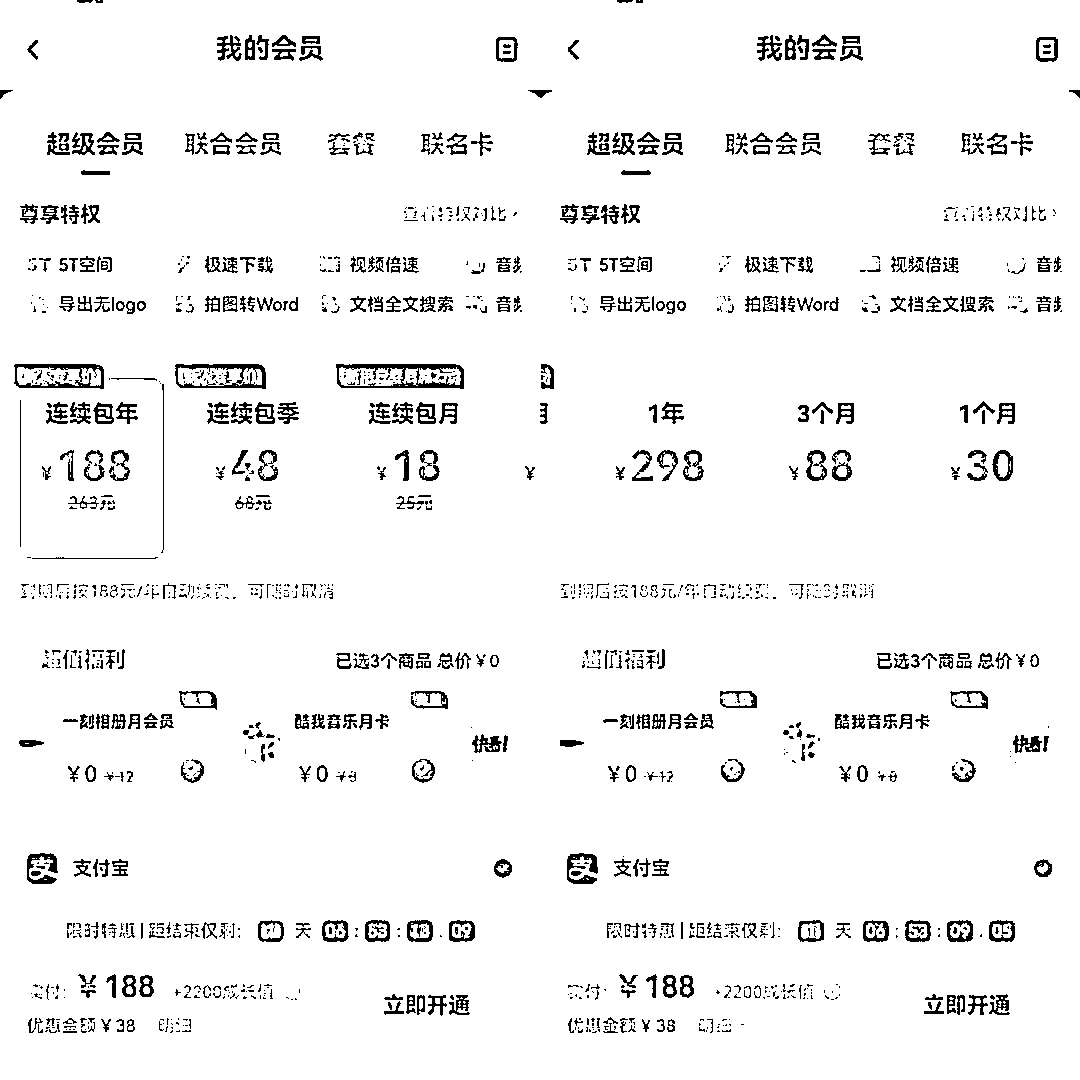 我的会员
超级会员 联合会员 套餐 联名卡
尊享特权 查看特权对比 >
5T 5T空间 极速下载 视频倍速 音频
导出无logo 拍图转Word 文档全文搜索 音频
连续包年 连续包季 连续包月
¥188 ¥48 ¥18 ¥
263元 68元 25元
到期后按188元/年自动续费,可随时取消
超值福利 已选3个商品 总价¥0
一刻相册月会员 酷我音乐月卡
¥0 ¥12 ¥0 ¥8
支付宝
限时特惠 | 距结束仅剩: 天 06 : 53 : . 09
实付: ¥188 +2200成长值
优惠金额¥38 明细
立即开通
我的会员
超级会员 联合会员 套餐 联名卡
尊享特权 查看特权对比 >
5T 5T空间 极速下载 视频倍速 音频
导出无logo 拍图转Word 文档全文搜索 音频
月 1年 3个月 1个月
¥298 ¥88 ¥30
到期后按188元/年自动续费,可随时取消
超值福利 已选3个商品 总价¥0
一刻相册月会员 酷我音乐月卡
¥0 ¥12 ¥0 ¥8
支付宝
限时特惠 | 距结束仅剩: 天 06 : 53 : 09 . 05
实付: ¥188 +2200成长值
优惠金额¥38 明细
立即开通